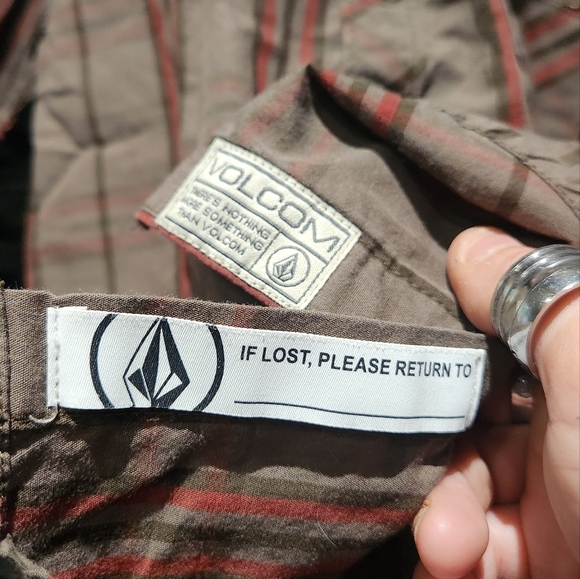 VOLCOM
THERE'S NOTHING
MORE SOMETHING
THAN VOLCOM
IF LOST, PLEASE RETURN TO